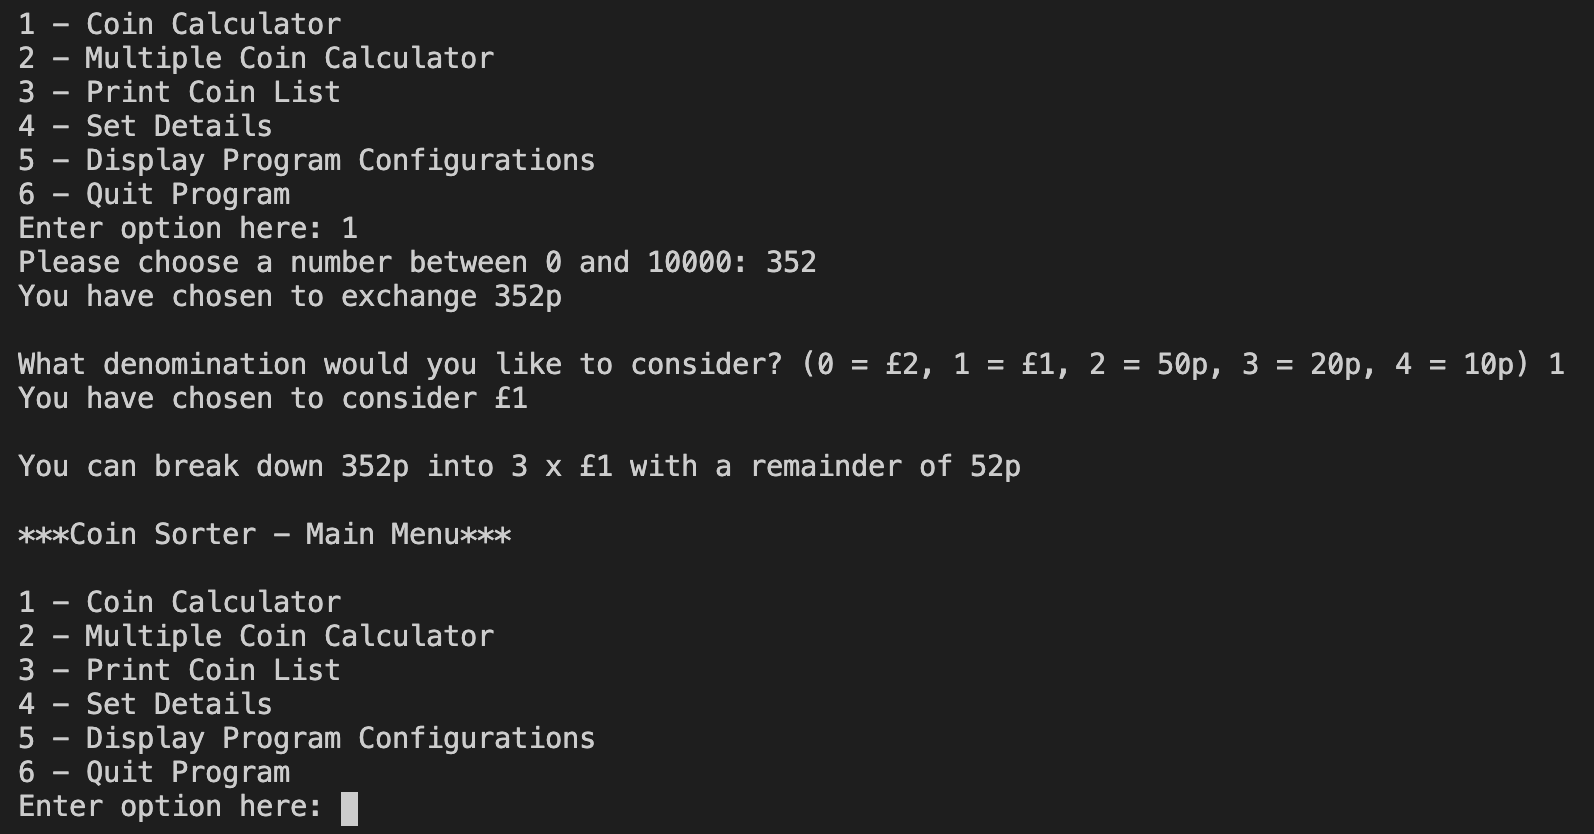 1 – Coin Calculator
2 – Multiple Coin Calculator
3 – Print Coin List
4 – Set Details
5 – Display Program Configurations
6 – Quit Program
Enter option here: 1
Please choose a number between 0 and 10000: 352
You have chosen to exchange 352p
What denomination would you like to consider? (0 = £2, 1 = £1, 2 = 50p, 3 = 20p, 4 = 10p) 1
You have chosen to consider £1
You can break down 352p into 3 x £1 with a remainder of 52p
***Coin Sorter – Main Menu***
1 – Coin Calculator
2 – Multiple Coin Calculator
3 – Print Coin List
4 – Set Details
5 – Display Program Configurations
6 – Quit Program
Enter option here: